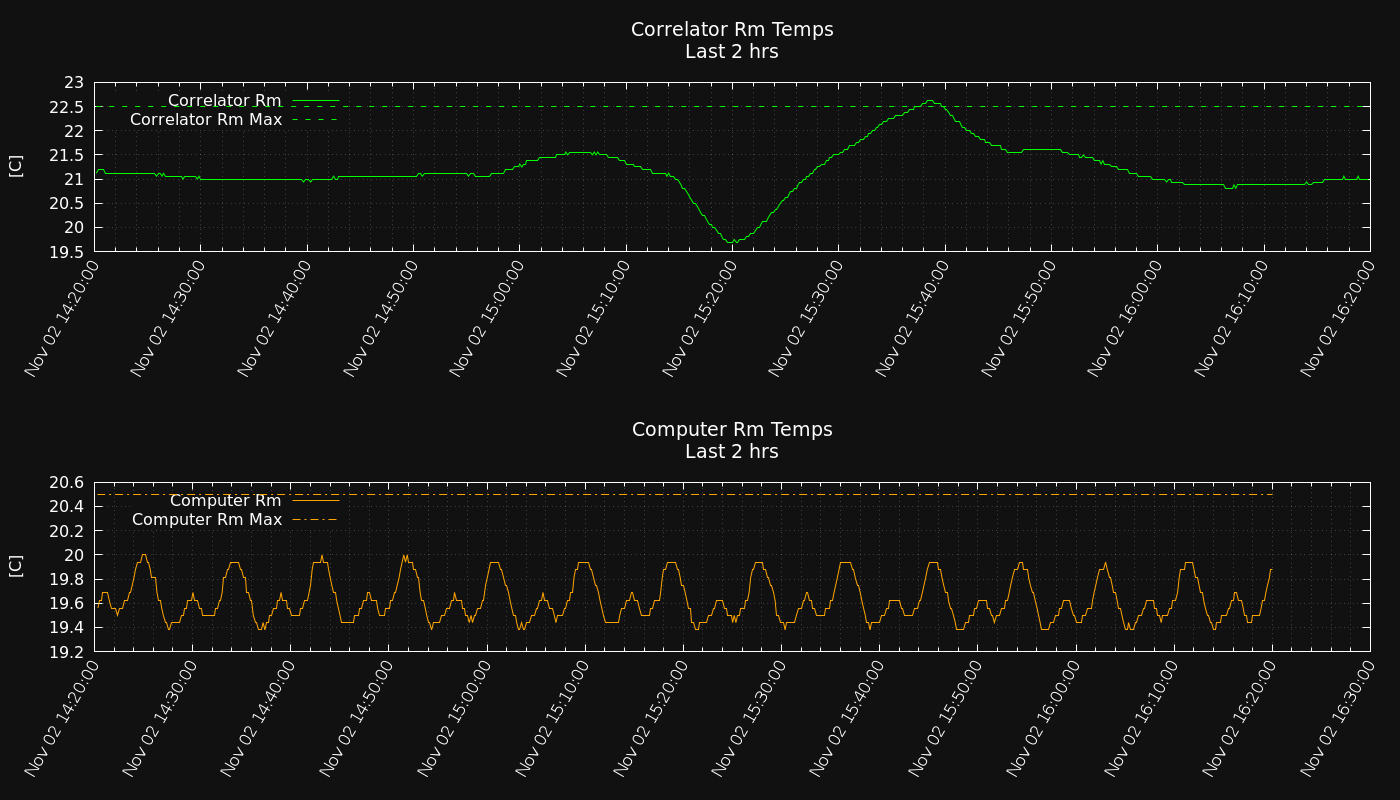 Correlator Rm Temps
Last 2 hrs
23
22.5
22
21.5
21
20.5
20
19.5
[C]
Correlator Rm
Correlator Rm Max
Nov 02 14:20:00
Nov 02 14:30:00
Nov 02 14:40:00
Nov 02 14:50:00
Nov 02 15:00:00
Nov 02 15:10:00
Nov 02 15:20:00
Nov 02 15:30:00
Nov 02 15:40:00
Nov 02 15:50:00
Nov 02 16:00:00
Nov 02 16:10:00
Nov 02 16:20:00
Computer Rm Temps
Last 2 hrs
20.6
20.4
20.2
20
19.8
19.6
19.4
19.2
[C]
Computer Rm
Computer Rm Max
Nov 02 14:20:00
Nov 02 14:30:00
Nov 02 14:40:00
Nov 02 14:50:00
Nov 02 15:00:00
Nov 02 15:10:00
Nov 02 15:20:00
Nov 02 15:30:00
Nov 02 15:40:00
Nov 02 15:50:00
Nov 02 16:00:00
Nov 02 16:10:00
Nov 02 16:20:00
Nov 02 16:30:00